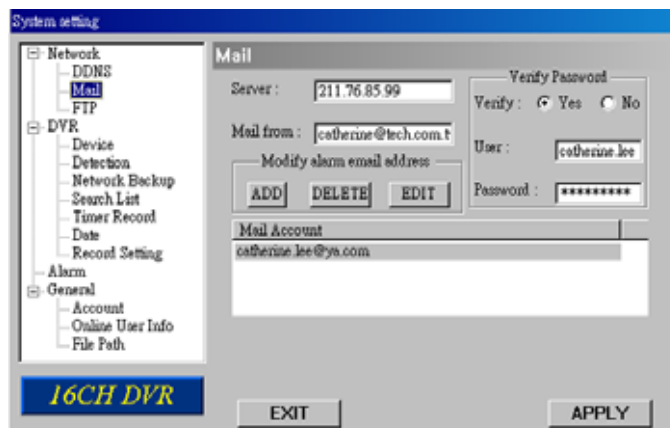 System setting
Network
DDNS
Mail
FTP
DVR
Device
Detection
Network Backup
Search List
Timer Record
Date
Record Setting
Alarm
General
Account
Online User Info
File Path
16CH DVR
Mail
Server :
211.76.85.99
Mail from :
catherine@tech.com.t
Modify alarm email address
ADD
DELETE
EDIT
Verify Password
Verify :
Yes
No
User :
catherine.lee
Password :
*********
Mail Account
catherine.lee@ya.com
EXIT
APPLY